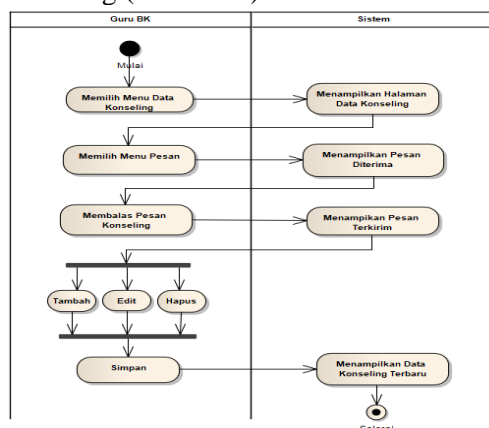 Guru BK
Sistem
Mulai
Memilih Menu Data
Konseling
Menampilkan Halaman
Data Konseling
Memilih Menu Pesan
Menampilkan Pesan
Diterima
Membalas Pesan
Konseling
Menampikan Pesan
Terkirim
Tambah
Edit
Hapus
Simpan
Menampilkan Data
Konseling Terbaru